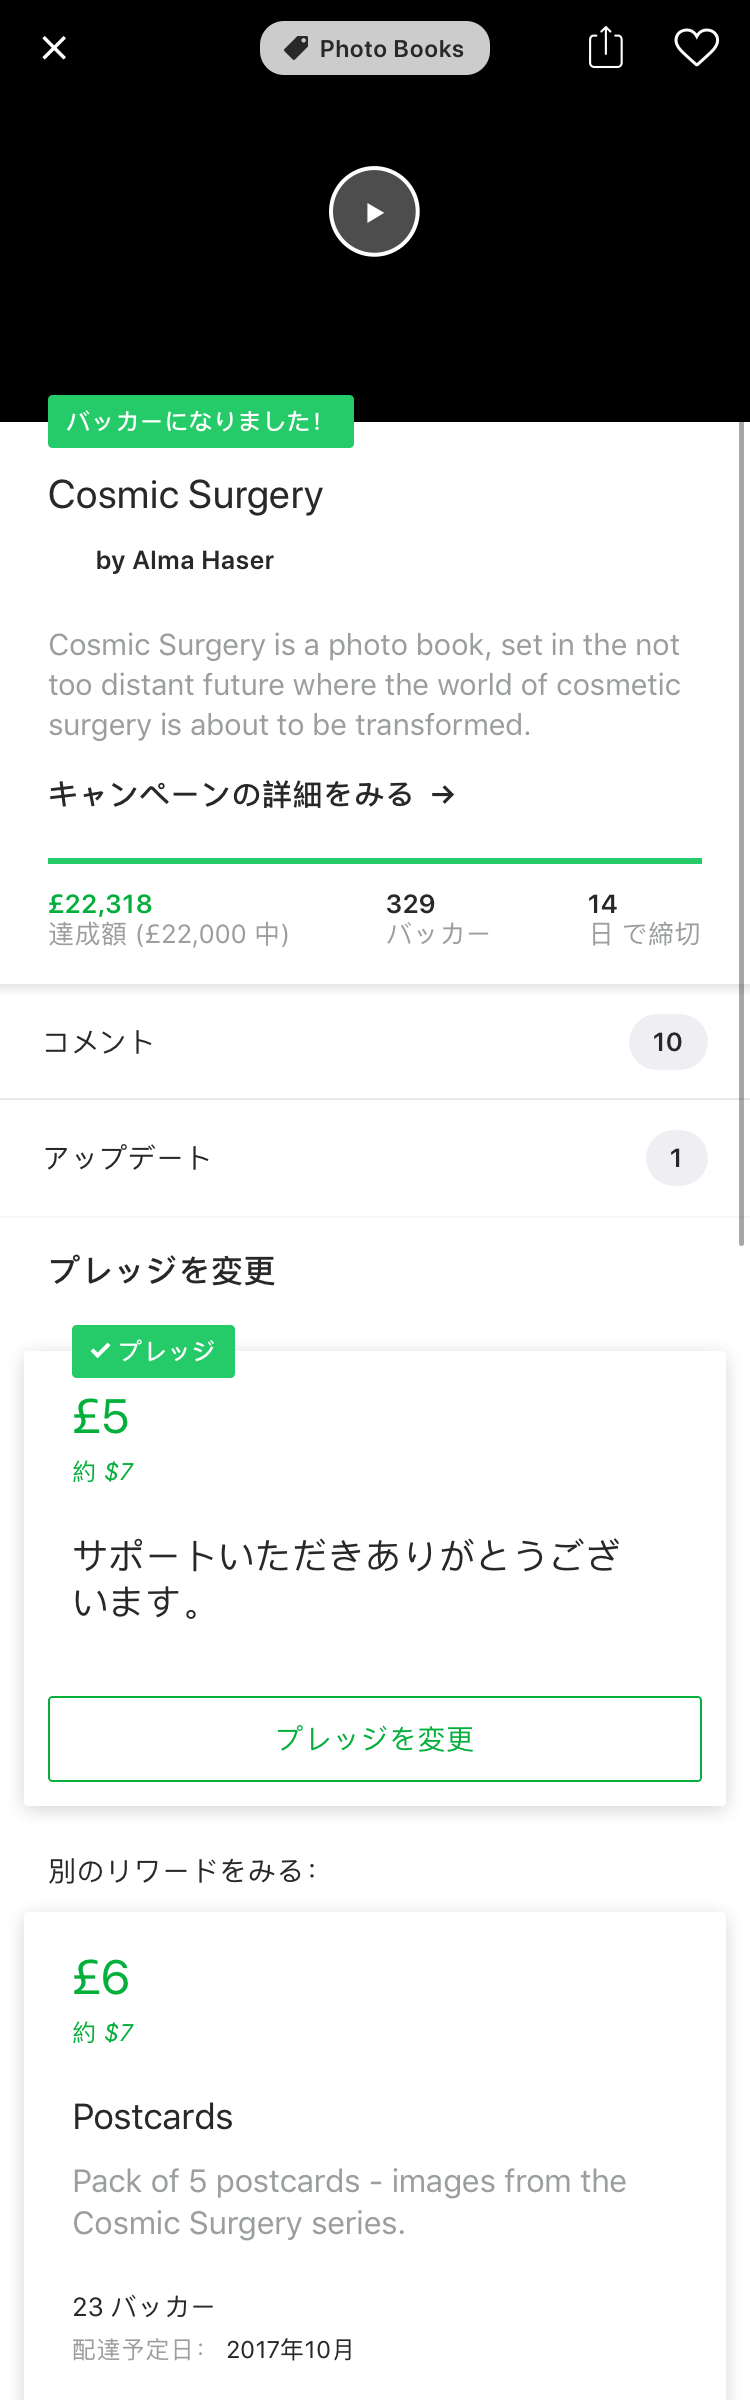 Photo Books
バッカーになりました!
Cosmic Surgery
by Alma Haser
Cosmic Surgery is a photo book, set in the not
too distant future where the world of cosmetic
surgery is about to be transformed.
キャンペーンの詳細をみる →
£22,318 329 14
達成額 (£22,000 中) バッカー 日 で締切
コメント 10
アップデート 1
プレッジを変更
✓ プレッジ
£5
約 $7
サポートいただきありがとうござ
います。
プレッジを変更
別のリワードをみる:
£6
約 $7
Postcards
Pack of 5 postcards - images from the
Cosmic Surgery series.
23 バッカー
配達予定日: 2017年10月